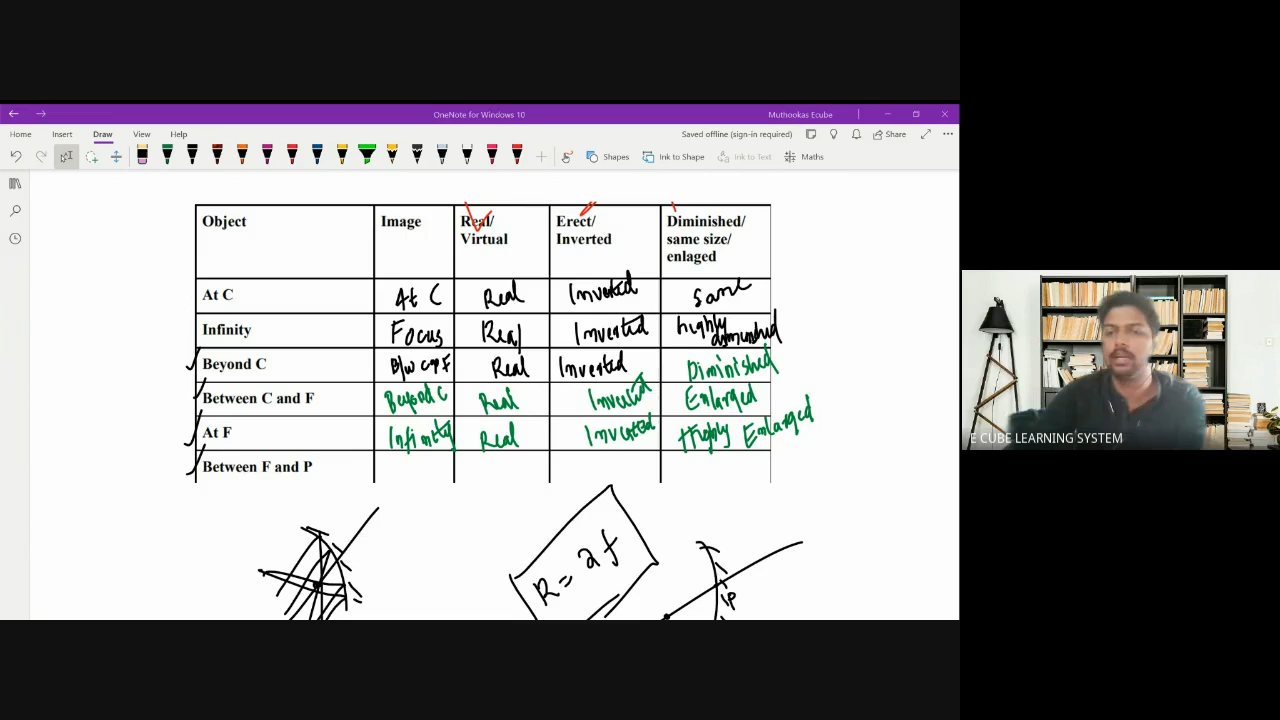 OneNote for Windows 10
Muthookas Ecube
Home Insert Draw View Help
Saved offline (sign-in required)
Share
Shapes
Ink to Shape
Ink to Text
Maths
Object Image Real/ Virtual Erect/ Inverted Diminished/ same size/ enlaged
At C At C Real Inverted same
Infinity Focus Real Inverted highly diminished
Beyond C B/w C & F Real Inverted Diminished
Between C and F Beyond C Real Inverted Enlarged
At F Infinity Real Inverted Highly Enlarged
Between F and P
R = 2f
P
E CUBE LEARNING SYSTEM